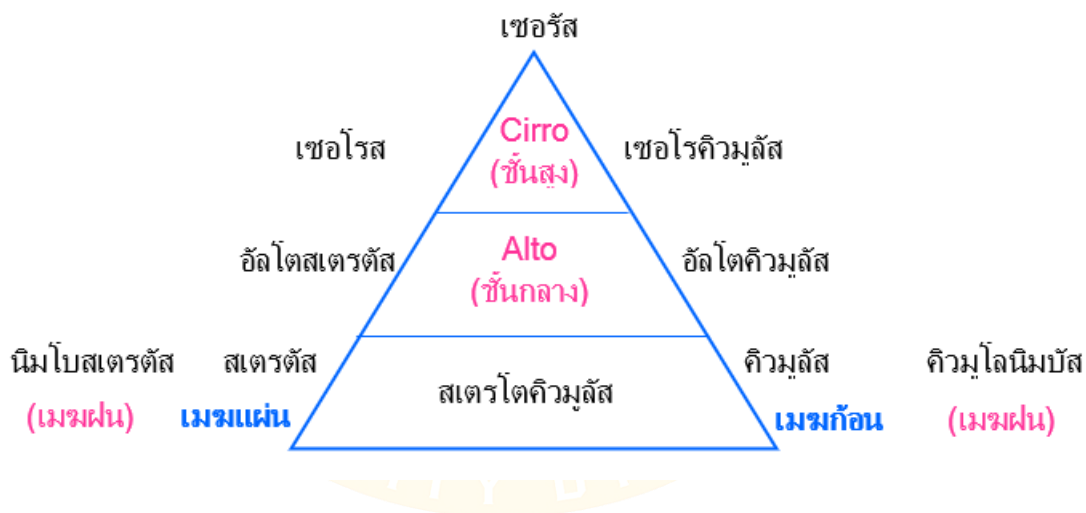 เซอรัส
Cirro
(ชั้นสูง)
เซอโรส
เซอโรคิวมูลัส
Alto
(ชั้นกลาง)
อัลโตสเตรตัส
อัลโตคิวมูลัส
นิมโบสเตรตัส
(เมฆฝน)
สเตรตัส
เมฆแผ่น
สเตรโตคิวมูลัส
คิวมูลัส
เมฆก้อน
คิวมูโลนิมบัส
(เมฆฝน)